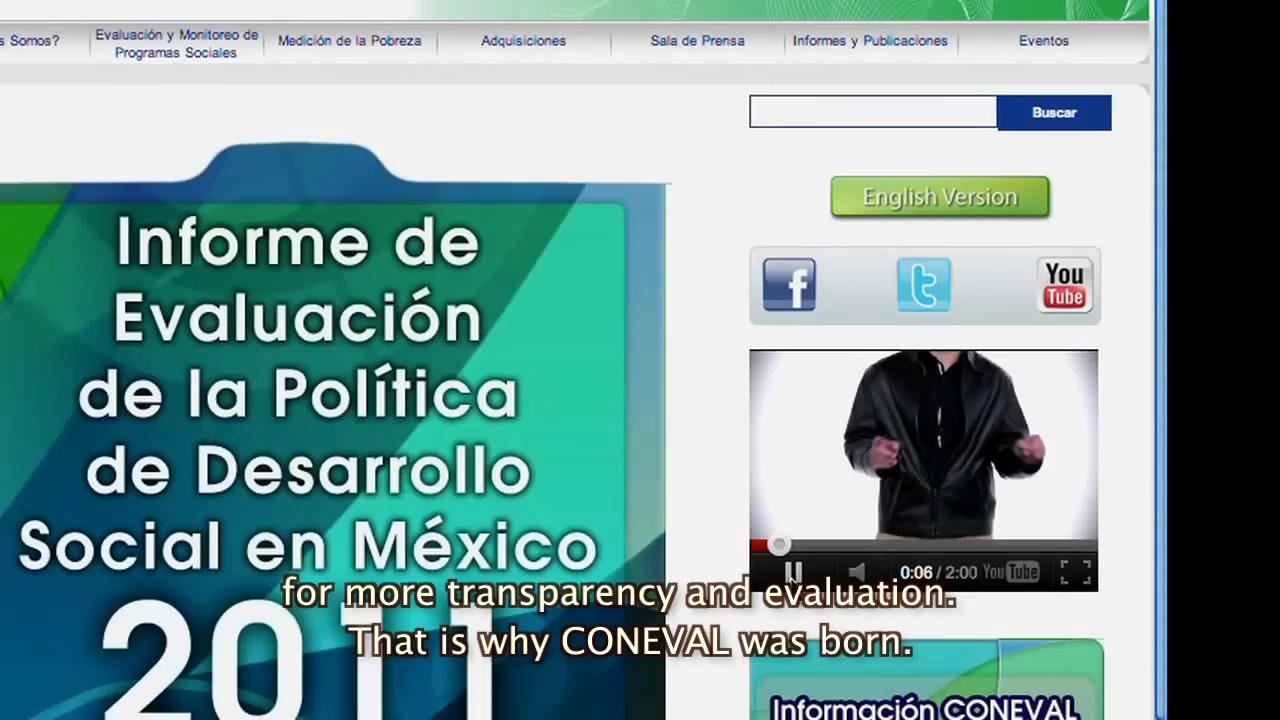 s Somos?
Evaluación y Monitoreo de
Programas Sociales
Medición de la Pobreza
Adquisiciones
Sala de Prensa
Informes y Publicaciones
Eventos
Buscar
English Version
f
t
You
Tube
Informe de
Evaluación
de la Política
de Desarrollo
Social en México
2011
0:06 / 2:00 YouTube
for more transparency and evaluation.
That is why CONEVAL was born.
Información CONEVAL